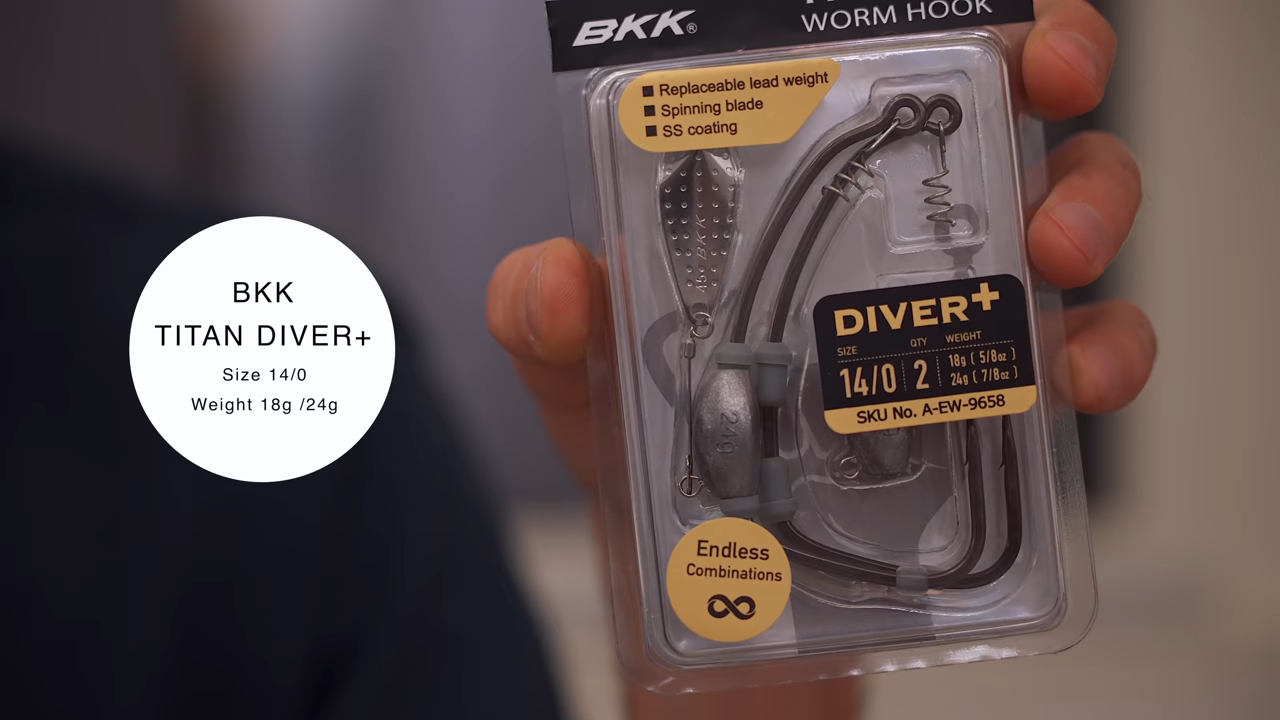 BKK
TITAN DIVER+
Size 14/0
Weight 18g /24g
BKK®
WORM HOOK
■ Replaceable lead weight
■ Spinning blade
■ SS coating
BKK
24g
DIVER+
SIZE QTY WEIGHT
14/0 2 18g ( 5/8oz )
24g ( 7/8oz )
SKU No. A-EW-9658
Endless
Combinations